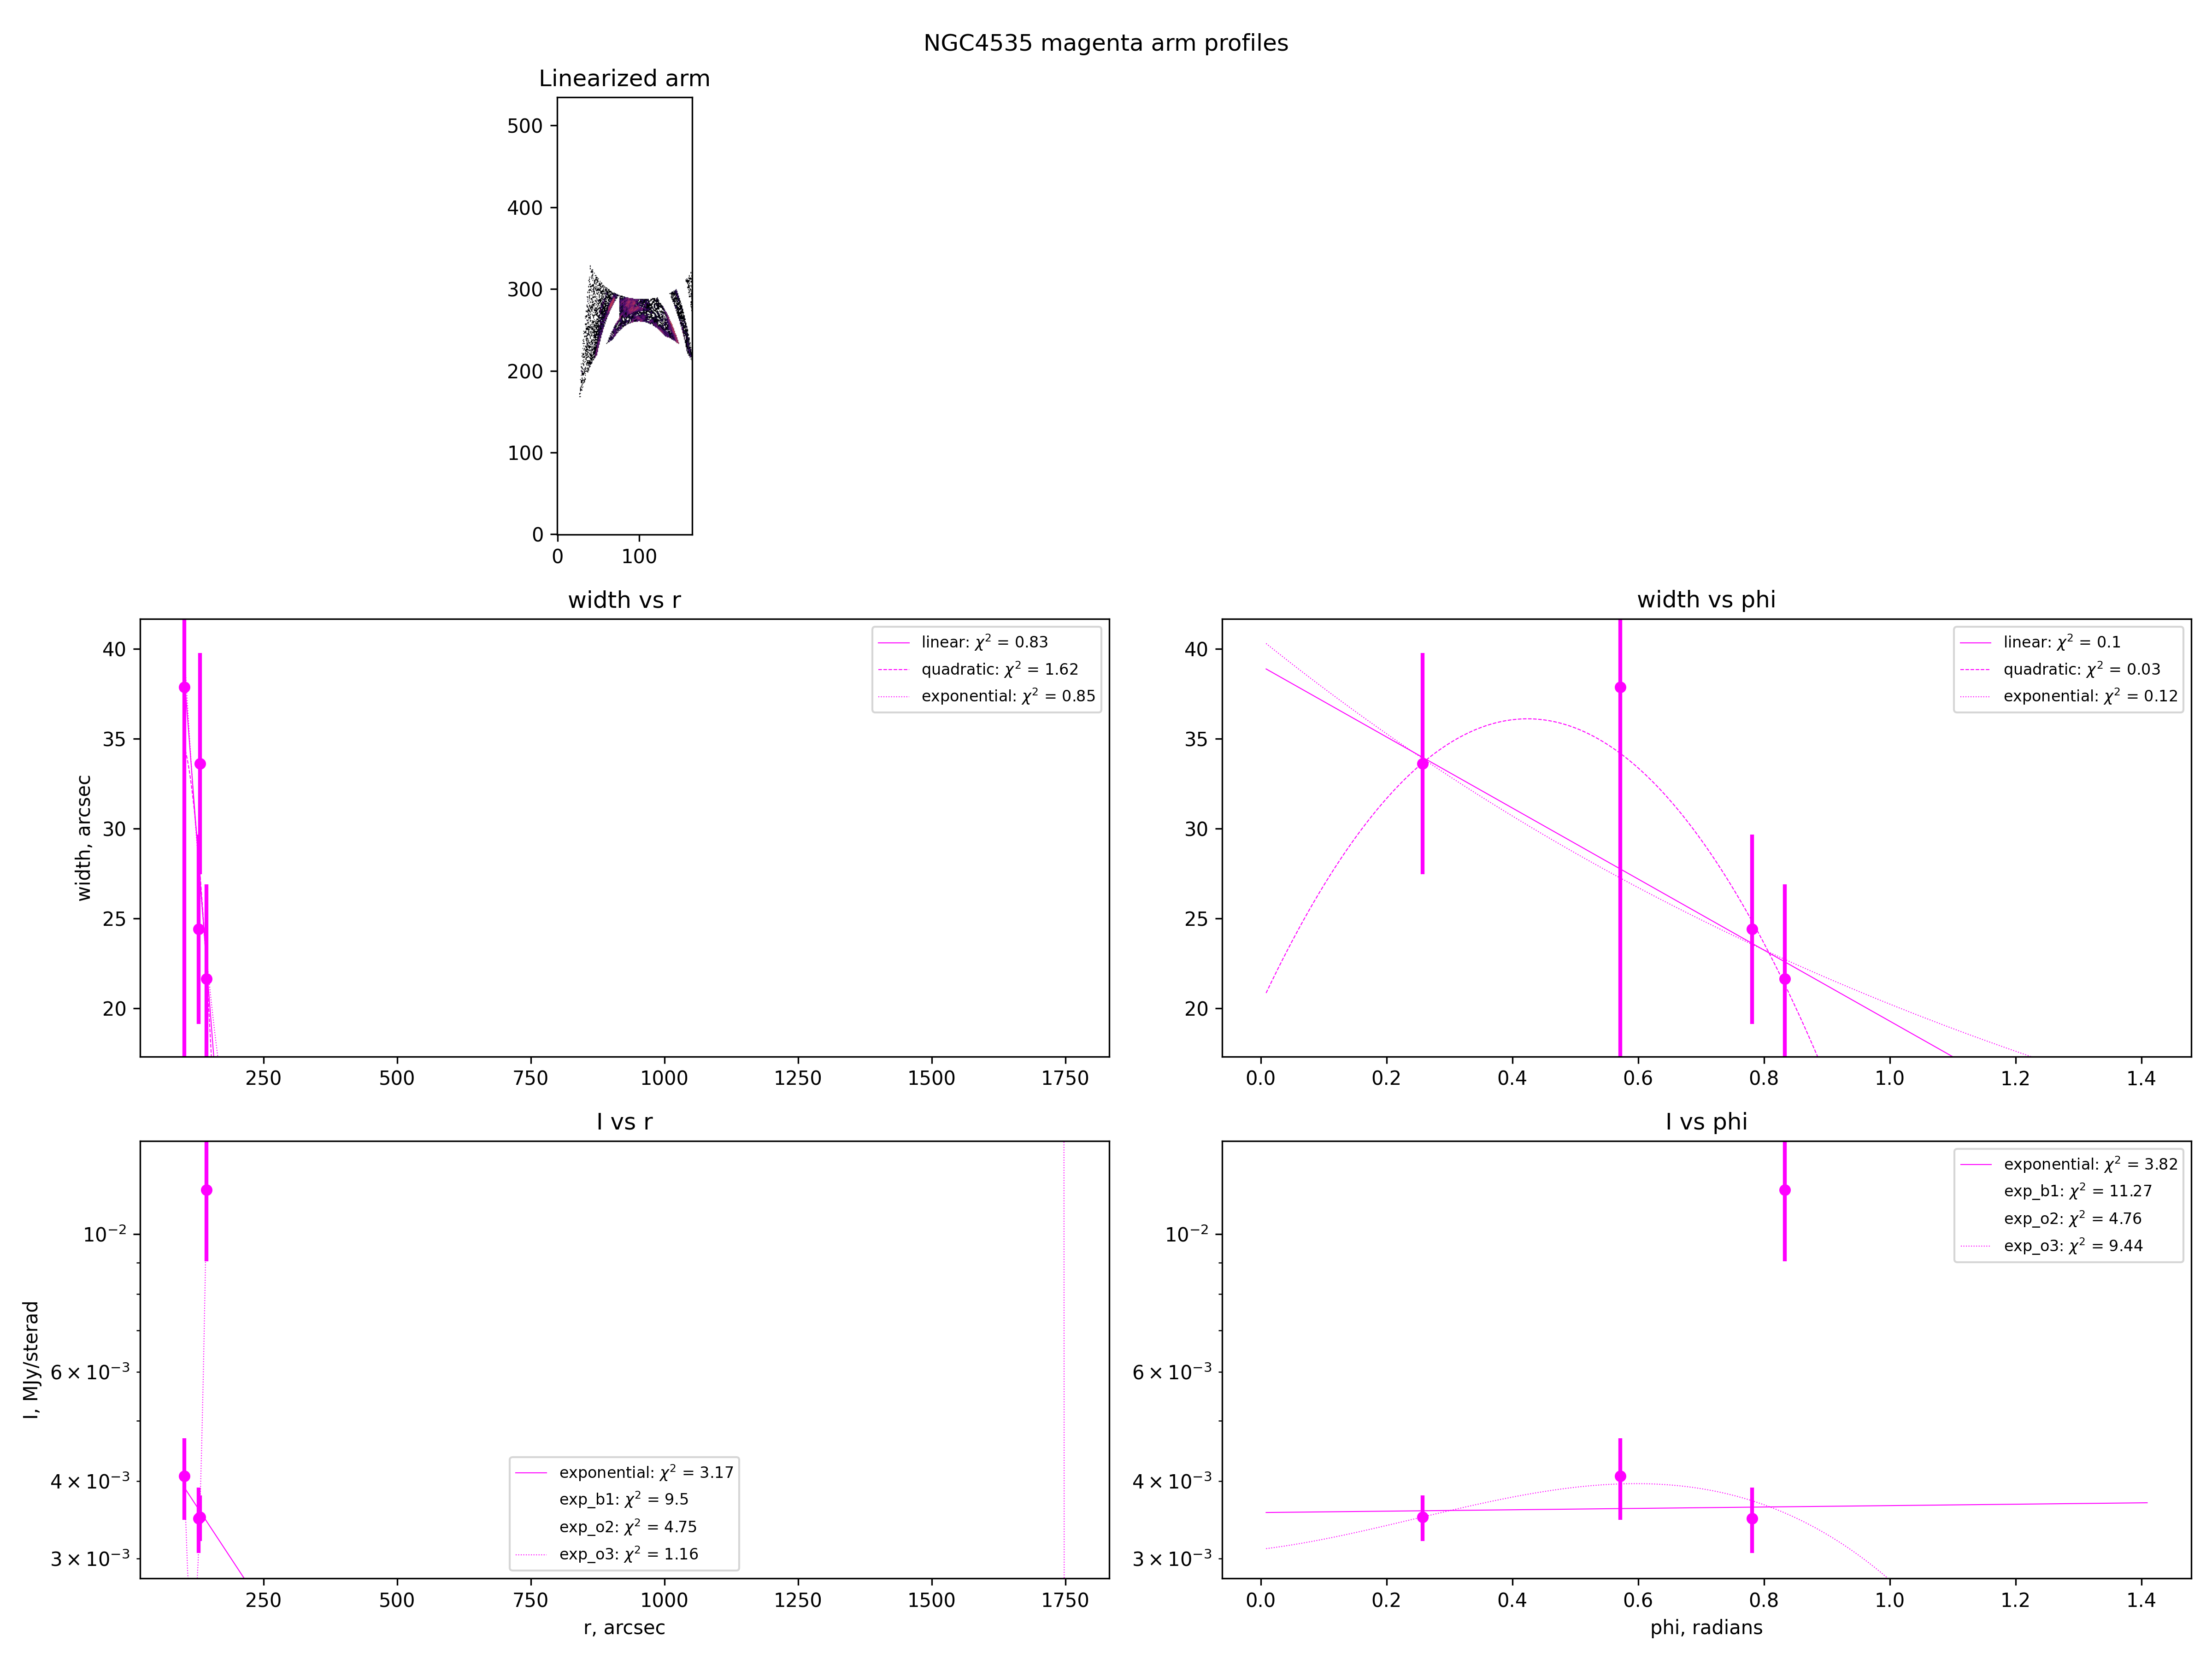 NGC4535 magenta arm profiles
Linearized arm
500
400
300
200
100
0
0 100
width vs r
width vs phi
40
35
30
25
20
width, arcsec
linear: χ² = 0.83
quadratic: χ² = 1.62
exponential: χ² = 0.85
250 500 750 1000 1250 1500 1750
40
35
30
25
20
linear: χ² = 0.1
quadratic: χ² = 0.03
exponential: χ² = 0.12
0.0 0.2 0.4 0.6 0.8 1.0 1.2 1.4
I vs r
I vs phi
10⁻²
6 × 10⁻³
4 × 10⁻³
3 × 10⁻³
I, MJy/sterad
exponential: χ² = 3.17
exp_b1: χ² = 9.5
exp_o2: χ² = 4.75
exp_o3: χ² = 1.16
250 500 750 1000 1250 1500 1750
r, arcsec
10⁻²
6 × 10⁻³
4 × 10⁻³
3 × 10⁻³
exponential: χ² = 3.82
exp_b1: χ² = 11.27
exp_o2: χ² = 4.76
exp_o3: χ² = 9.44
0.0 0.2 0.4 0.6 0.8 1.0 1.2 1.4
phi, radians